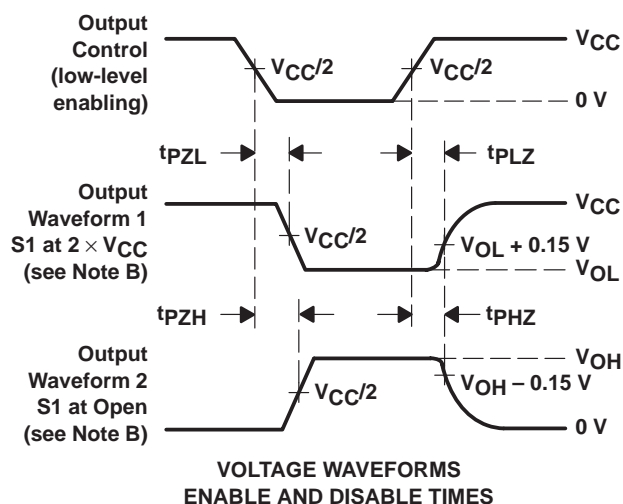 Output
Control
(low-level
enabling)
VCC/2
VCC/2
VCC
0 V
tPZL
tPLZ
Output
Waveform 1
S1 at 2 × VCC
(see Note B)
VCC/2
VCC
VOL + 0.15 V
VOL
tPZH
tPHZ
Output
Waveform 2
S1 at Open
(see Note B)
VCC/2
VOH
VOH – 0.15 V
0 V
VOLTAGE WAVEFORMS
ENABLE AND DISABLE TIMES